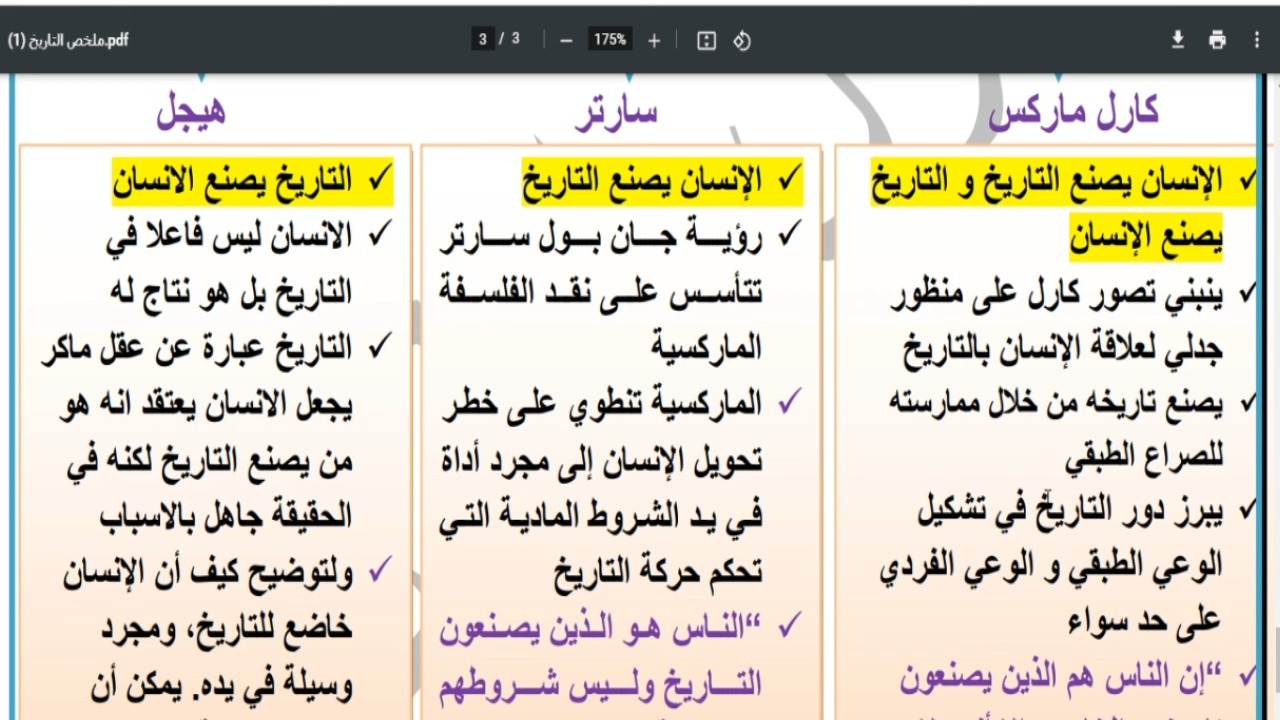 ملخص التاريخ (1).pdf
3 / 3
175%
كارل ماركس
الإنسان يصنع التاريخ و التاريخ
يصنع الإنسان
ينبني تصور كارل على منظور
جدلي لعلاقة الإنسان بالتاريخ
يصنع تاريخه من خلال ممارسته
للصراع الطبقي
يبرز دور التاريخ في تشكيل
الوعي الطبقي و الوعي الفردي
على حد سواء
“إن الناس هم الذين يصنعون
سارتر
الإنسان يصنع التاريخ
رؤية جان بول سارتر
تتأسس على نقد الفلسفة
الماركسية
الماركسية تنطوي على خطر
تحويل الإنسان إلى مجرد أداة
في يد الشروط المادية التي
تحكم حركة التاريخ
“الناس هو الذين يصنعون
التاريخ وليس شروطهم
هيجل
التاريخ يصنع الانسان
الانسان ليس فاعلا في
التاريخ بل هو نتاج له
التاريخ عبارة عن عقل ماكر
يجعل الانسان يعتقد انه هو
من يصنع التاريخ لكنه في
الحقيقة جاهل بالاسباب
ولتوضيح كيف أن الإنسان
خاضع للتاريخ، ومجرد
وسيلة في يده. يمكن أن